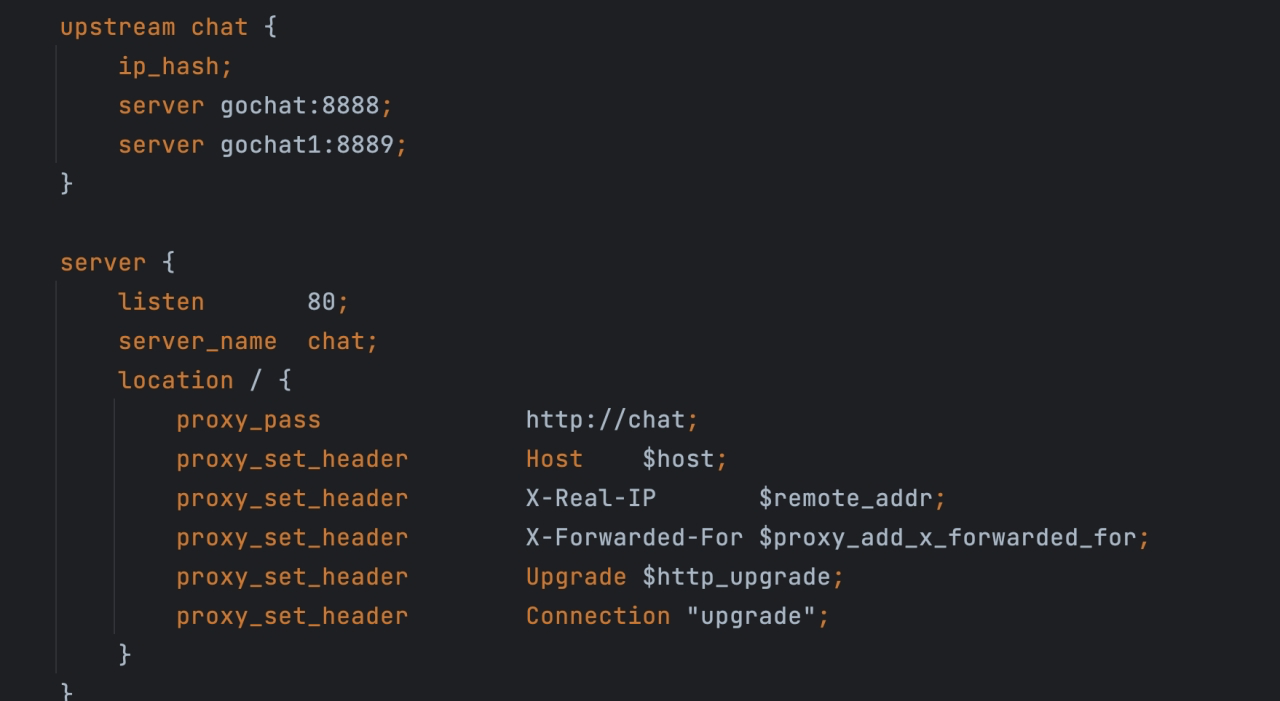 upstream chat {
    ip_hash;
    server gochat:8888;
    server gochat1:8889;
}

server {
    listen       80;
    server_name  chat;
    location / {
        proxy_pass              http://chat;
        proxy_set_header        Host    $host;
        proxy_set_header        X-Real-IP       $remote_addr;
        proxy_set_header        X-Forwarded-For $proxy_add_x_forwarded_for;
        proxy_set_header        Upgrade $http_upgrade;
        proxy_set_header        Connection "upgrade";
    }
}